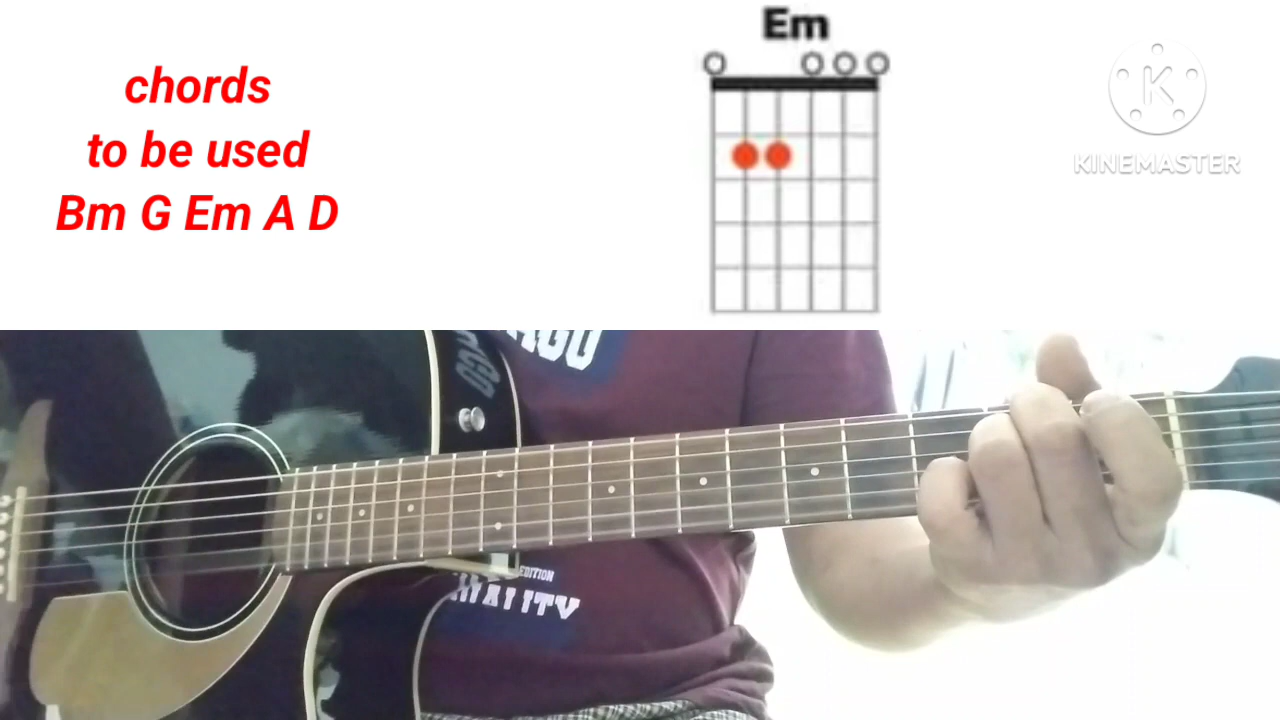 chords
to be used
Bm G Em A D
Em
K
KINEMASTER
EDITION